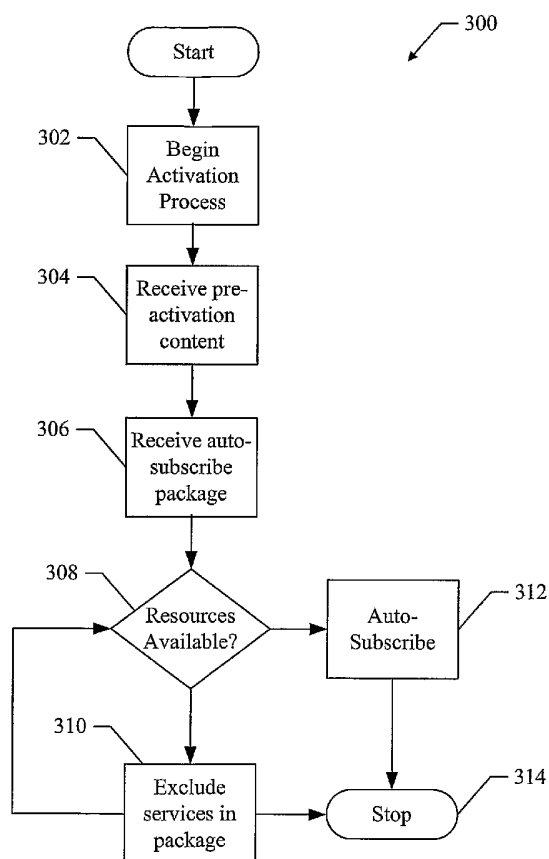 Start
300
302
Begin
Activation
Process
304
Receive pre-
activation
content
306
Receive auto-
subscribe
package
308
Resources
Available?
312
Auto-
Subscribe
310
Exclude
services in
package
314
Stop